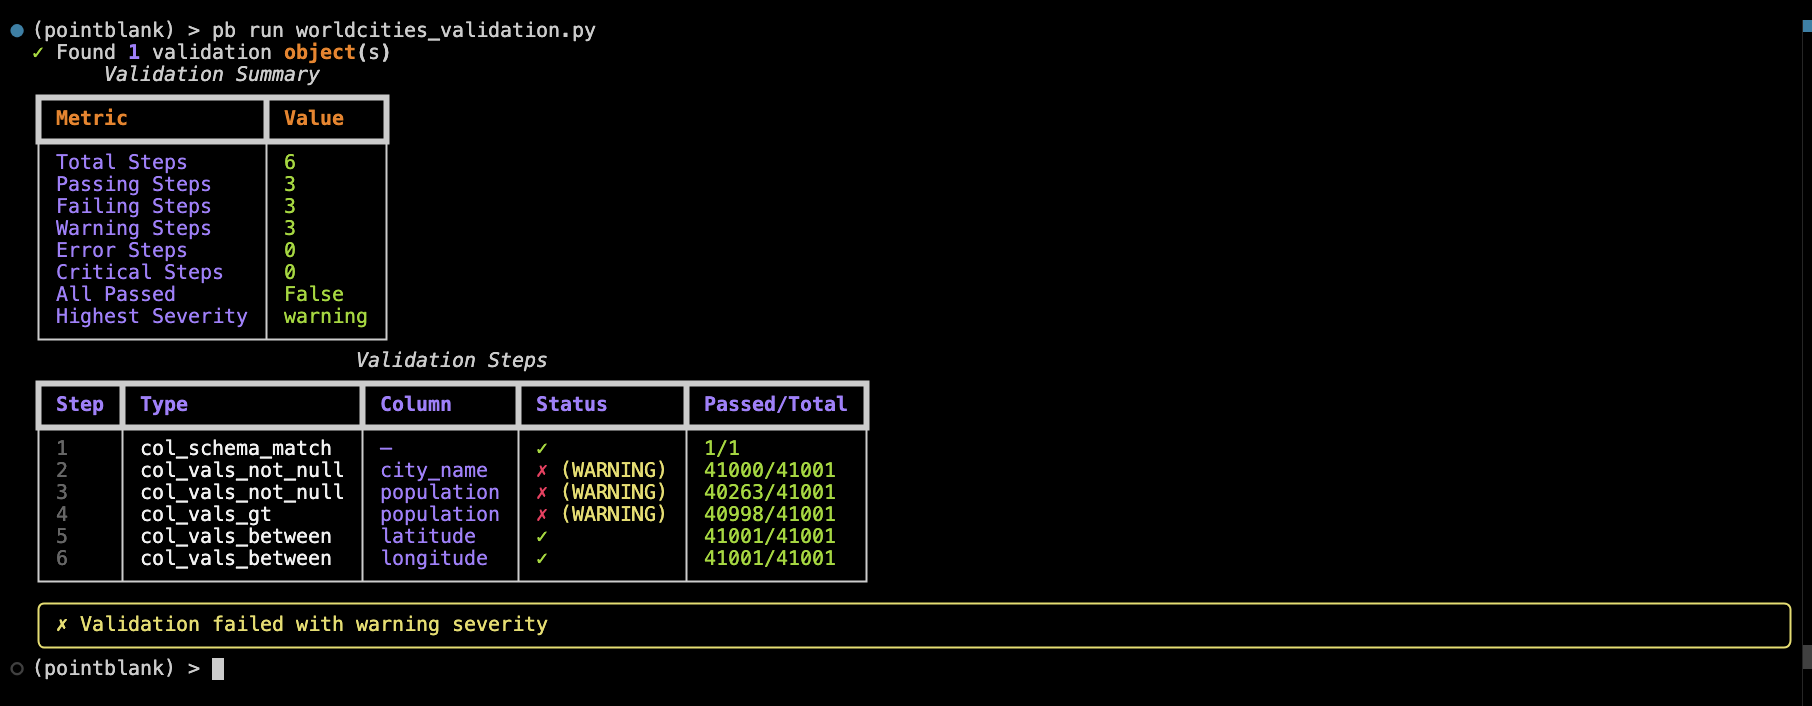 (pointblank) > pb run worldcities_validation.py
✓ Found 1 validation object(s)
Validation Summary
Metric Value
Total Steps 6
Passing Steps 3
Failing Steps 3
Warning Steps 3
Error Steps 0
Critical Steps 0
All Passed False
Highest Severity warning
Validation Steps
Step Type Column Status Passed/Total
1 col_schema_match — ✓ 1/1
2 col_vals_not_null city_name ✗ (WARNING) 41000/41001
3 col_vals_not_null population ✗ (WARNING) 40263/41001
4 col_vals_gt population ✗ (WARNING) 40998/41001
5 col_vals_between latitude ✓ 41001/41001
6 col_vals_between longitude ✓ 41001/41001
✗ Validation failed with warning severity
(pointblank) >